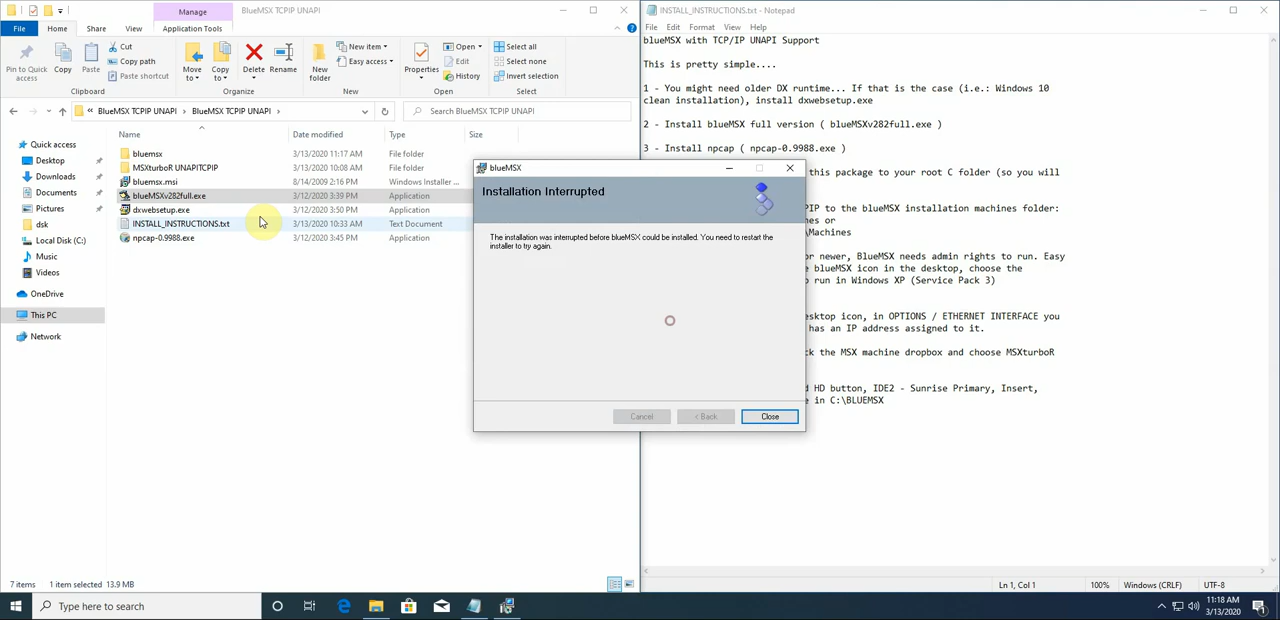 Manage
BlueMSX TCPIP UNAPI
File
Home
Share
View
Application Tools
Pin to Quick access
Copy
Paste
Cut
Copy path
Paste shortcut
Clipboard
Move to
Copy to
Delete
Rename
Organize
New folder
New item
Easy access
New
Properties
Open
Edit
History
Open
Select all
Select none
Invert selection
Select
« BlueMSX TCPIP UNAPI > BlueMSX TCPIP UNAPI >
Search BlueMSX TCPIP UNAPI
Name Date modified Type Size
Quick access
Desktop
Downloads
Documents
Pictures
dsk
Local Disk (C:)
Music
Videos
OneDrive
This PC
Network
bluemsx 3/13/2020 11:17 AM File folder
MSXturboR UNAPITCPIP 3/13/2020 10:08 AM File folder
bluemsx.msi 8/14/2009 2:16 PM Windows Installer ...
blueMSXv282full.exe 3/12/2020 3:39 PM Application
dxwebsetup.exe 3/12/2020 3:50 PM Application
INSTALL_INSTRUCTIONS.txt 3/13/2020 10:33 AM Text Document
npcap-0.9988.exe 3/12/2020 3:45 PM Application
7 items 1 item selected 13.9 MB
INSTALL_INSTRUCTIONS.txt - Notepad
File Edit Format View Help
blueMSX with TCP/IP UNAPI Support
This is pretty simple....
1 - You might need older DX runtime... If that is the case (i.e.: Windows 10
clean installation), install dxwebsetup.exe
2 - Install blueMSX full version ( blueMSXv282full.exe )
3 - Install npcap ( npcap-0.9988.exe )
this package to your root C folder (so you will
PIP to the blueMSX installation machines folder:
nes or
\Machines
or newer, BlueMSX needs admin rights to run. Easy
e blueMSX icon in the desktop, choose the
o run in Windows XP (Service Pack 3)
sktop icon, in OPTIONS / ETHERNET INTERFACE you
has an IP address assigned to it.
ck the MSX machine dropbox and choose MSXturboR
d HD button, IDE2 - Sunrise Primary, Insert,
e in C:\BLUEMSX
Ln 1, Col 1 100% Windows (CRLF) UTF-8
blueMSX
Installation Interrupted
The installation was interrupted before blueMSX could be installed. You need to restart the
installer to try again.
Cancel < Back Close
Type here to search
11:18 AM
3/13/2020
1